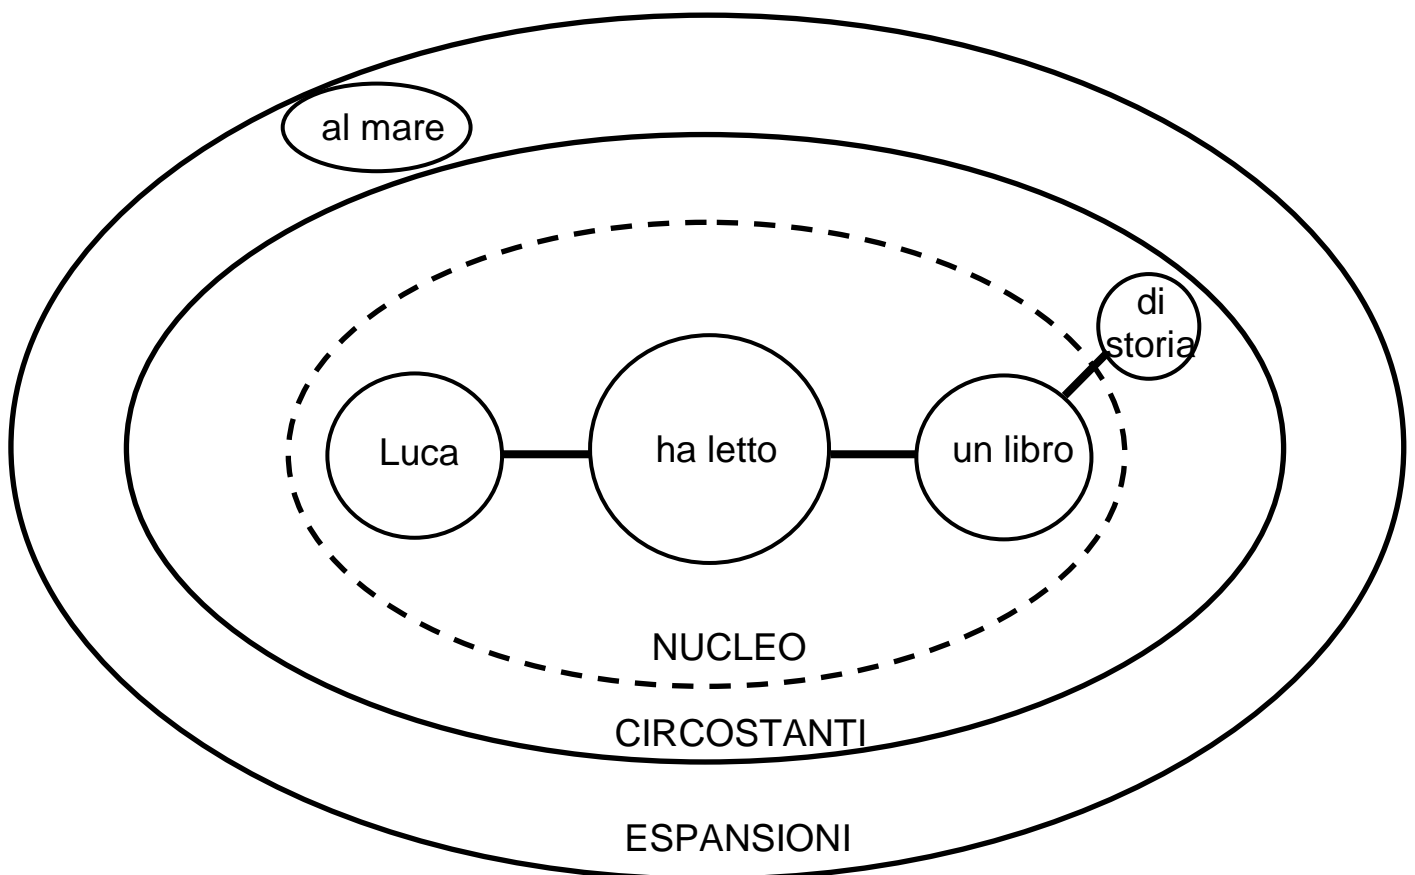 al mare
di
storia
Luca
ha letto
un libro
NUCLEO
CIRCOSTANTI
ESPANSIONI